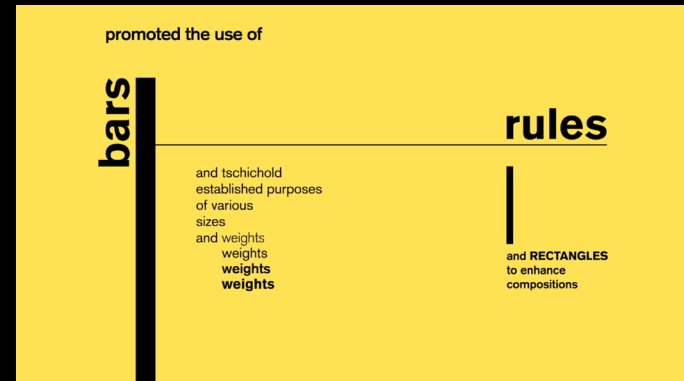 promoted the use of
bars
rules
and tschichold
established purposes
of various
sizes
and weights
weights
weights
weights
and RECTANGLES
to enhance
compositions